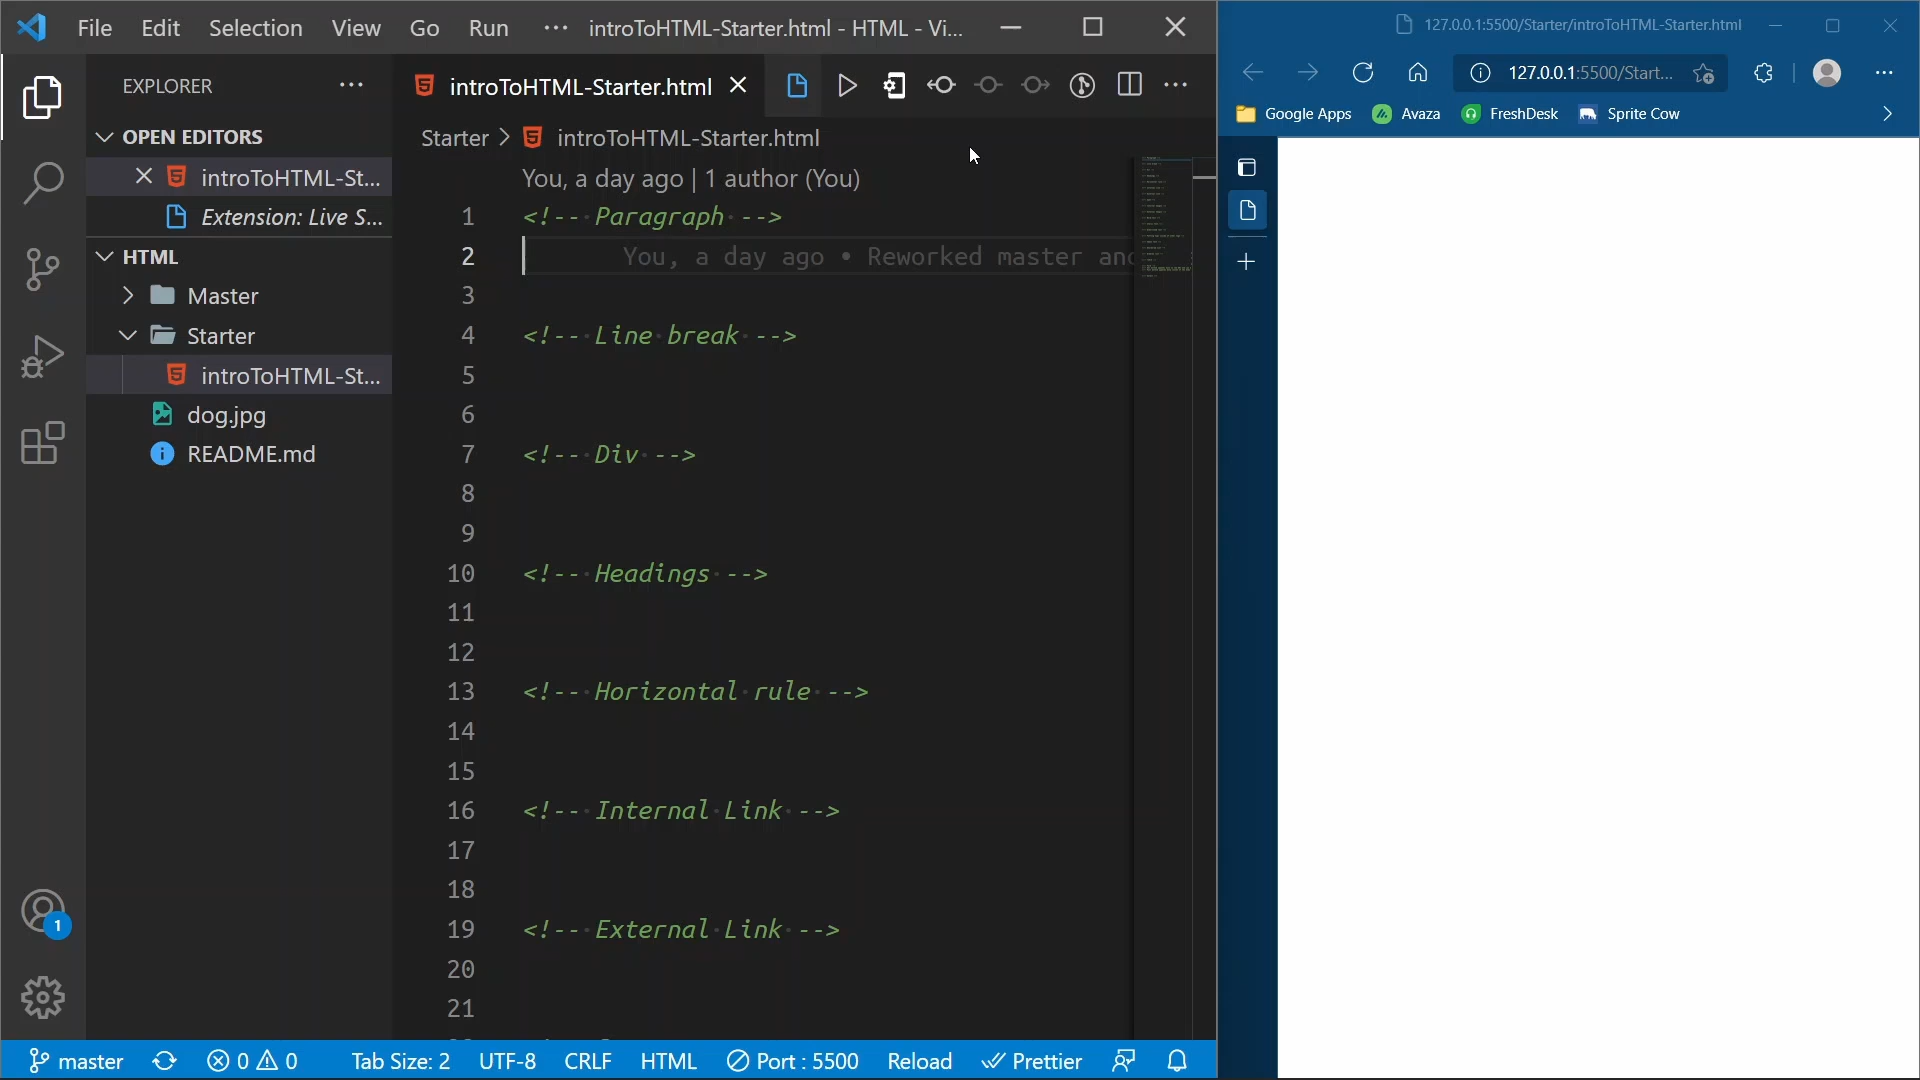 File Edit Selection View Go Run ··· introToHTML-Starter.html - HTML - Vi...
EXPLORER
OPEN EDITORS
introToHTML-St...
Extension: Live S...
HTML
Master
Starter
introToHTML-St...
dog.jpg
README.md
1
introToHTML-Starter.html
Starter > introToHTML-Starter.html
You, a day ago | 1 author (You)
1 <!-- Paragraph -->
2 You, a day ago • Reworked master an
3
4 <!-- Line break -->
5
6
7 <!-- Div -->
8
9
10 <!-- Headings -->
11
12
13 <!-- Horizontal rule -->
14
15
16 <!-- Internal Link -->
17
18
19 <!-- External Link -->
20
21
master 0 0 Tab Size: 2 UTF-8 CRLF HTML Port : 5500 Reload Prettier
127.0.0.1:5500/Starter/introToHTML-Starter.html
127.0.0.1:5500/Start...
Google Apps Avaza FreshDesk Sprite Cow